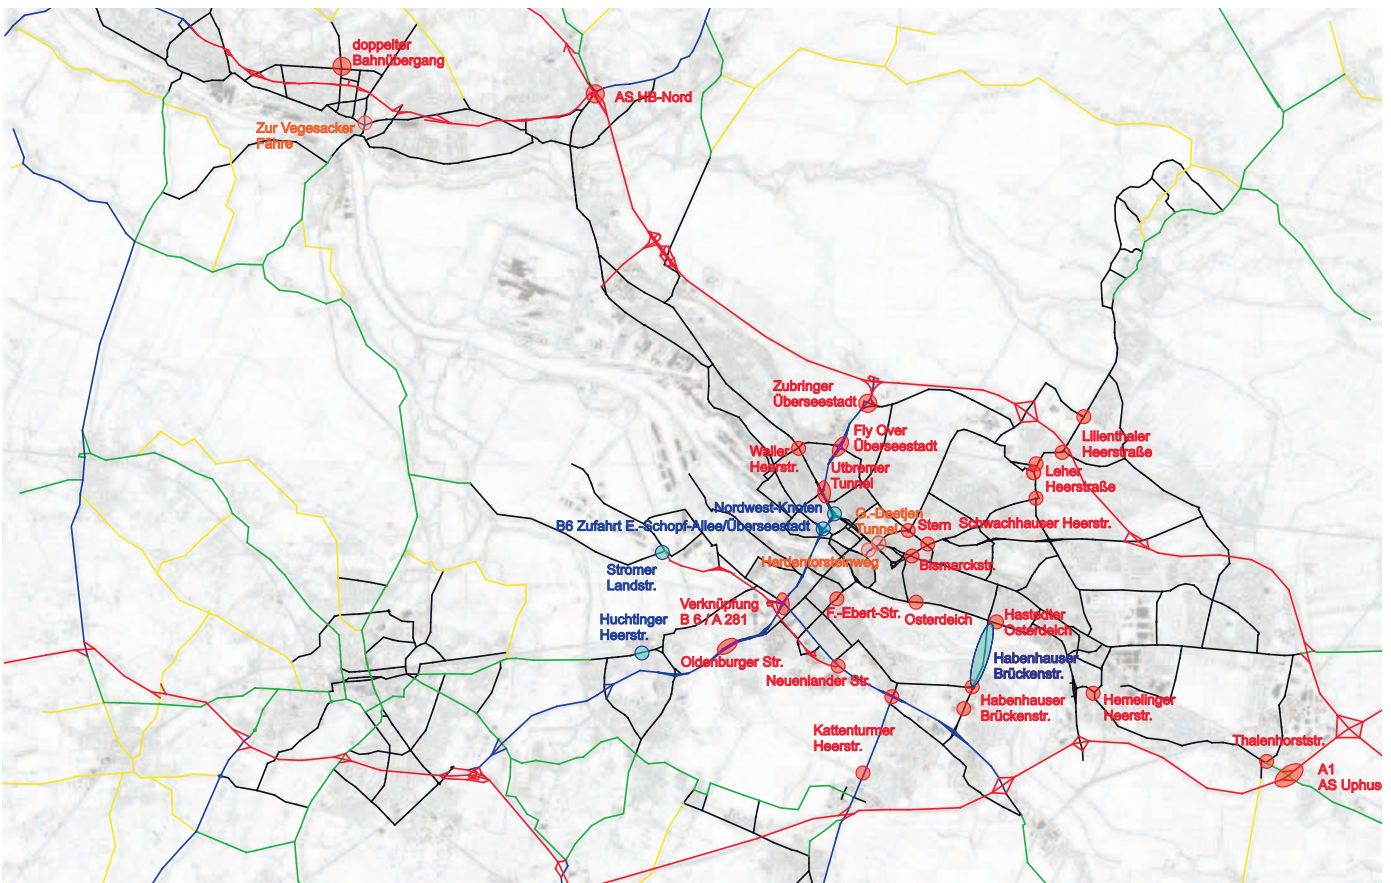 doppelter
Bahnübergang
AS HB-Nord
Zur Vegesacker
Fähre
Zubringer
Überseestadt
Fly Over
Überseestadt
Waller
Heerstr.
Utbremer
Tunnel
Lilienthaler
Heerstraße
Leher
Heerstraße
Nordwest-Knoten
B6 Zufahrt E.-Schopf-Allee/Überseestadt
G.-Deetjen
Tunnel
Stern
Schwachhauser Heerstr.
Herdentorsteinweg
Bismarckstr.
Stromer
Landstr.
Verknüpfung
B 6 / A 281
F.-Ebert-Str.
Osterdeich
Hastedter
Osterdeich
Huchtinger
Heerstr.
Oldenburger Str.
Neuenlander Str.
Habenhauser
Brückenstr.
Habenhauser
Brückenstr.
Hemelinger
Heerstr.
Kattenturmer
Heerstr.
Thalenhorststr.
A1
AS Uphus